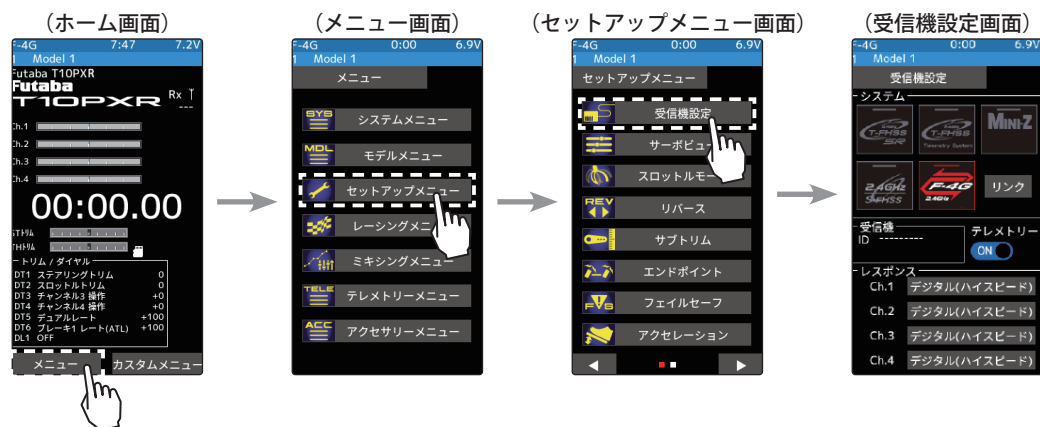 （ホーム画面）
F-4G 7:47 7.2V
1 Model 1
Futaba T10PXR
Futaba
T10PXR Rx
---
Ch.1
Ch.2
Ch.3
Ch.4
00:00.00
STﾄﾘﾑ
THﾄﾘﾑ
トリム / ダイヤル
DT1 ステアリングトリム 0
DT2 スロットルトリム 0
DT3 チャンネル3 操作 +0
DT4 チャンネル4 操作 +0
DT5 デュアルレート +100
DT6 ブレーキ1 レート(ATL) +100
DL1 OFF
メニュー カスタムメニュー
（メニュー画面）
F-4G 0:00 6.9V
1 Model 1
メニュー
SYS システムメニュー
MDL モデルメニュー
セットアップメニュー
レーシングメニ
ミキシングメニュー
TELE テレメトリーメニュー
ACC アクセサリーメニュー
（セットアップメニュー画面）
F-4G 0:00 6.9V
1 Model 1
セットアップメニュー
受信機設定
サーボビュー
スロットルモー
REV リバース
サブトリム
エンドポイント
F/S フェイルセーフ
アクセレーション
（受信機設定画面）
F-4G 0:00 6.9V
1 Model 1
受信機設定
システム
T-FHSS SR
T-FHSS Telemetry System
MINI-Z
2.4GHz S-FHSS
F-4G 2.4GHz
リンク
受信機
ID ---------
テレメトリー
ON
レスポンス
Ch.1 デジタル(ハイスピード)
Ch.2 デジタル(ハイスピード)
Ch.3 デジタル(ハイスピード)
Ch.4 デジタル(ハイスピード)